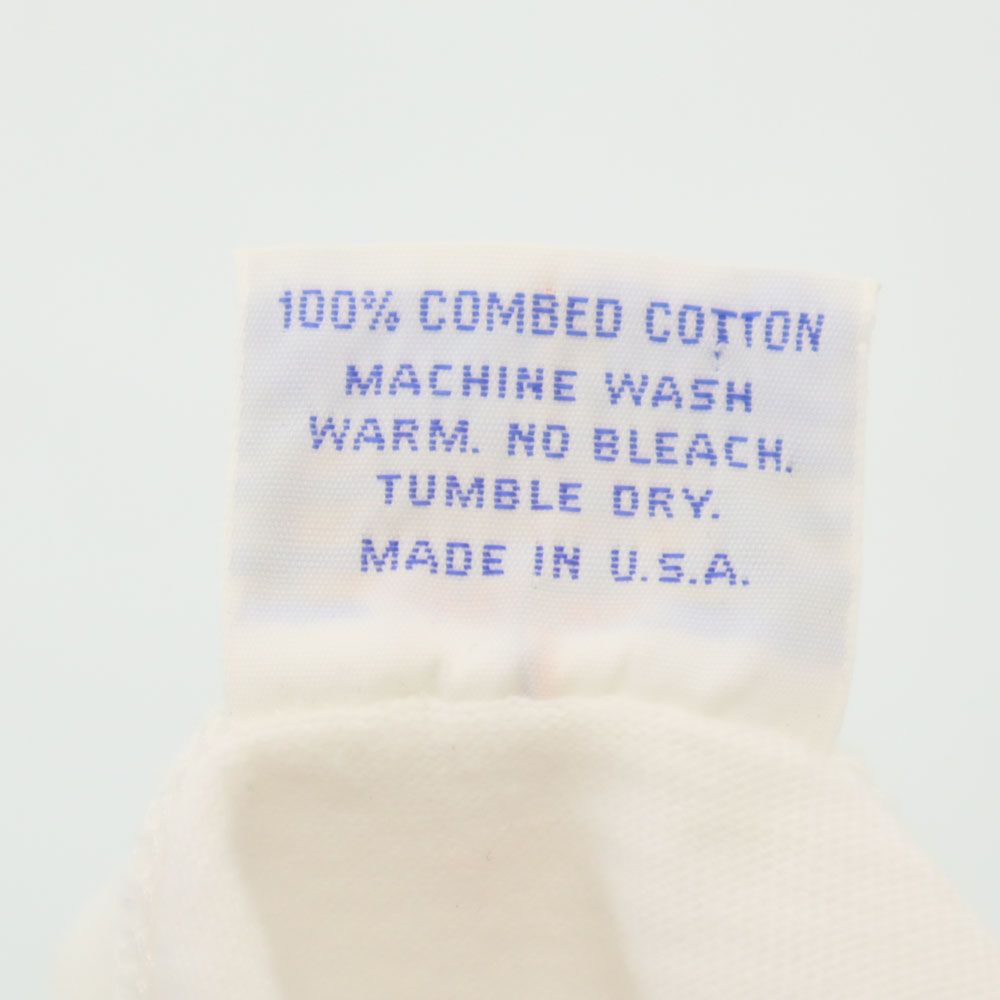 100% COMBED COTTON
MACHINE WASH
WARM. NO BLEACH.
TUMBLE DRY.
MADE IN U.S.A.